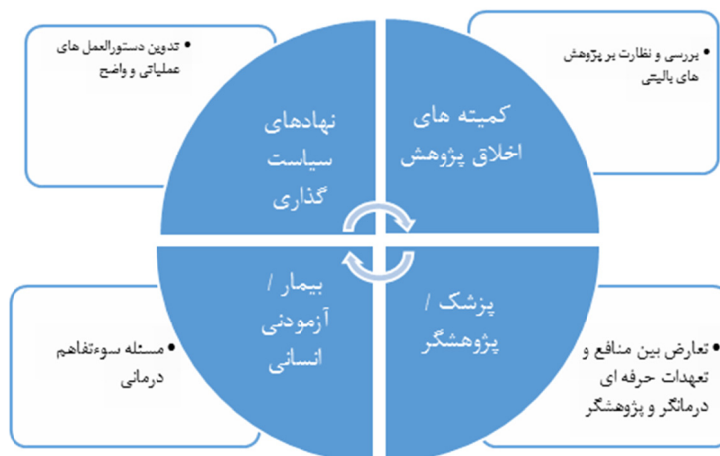 بررسی و نظارت بر پژوهش
های بالینی
کمیته های
اخلاق پژوهش
نهادهای
سیاست
گذاری
تدوین دستورالعمل های
عملیاتی و واضح
پزشک /
پژوهشگر
تعارض بین منافع و
تعهدات حرفه ای
درمانگر و پژوهشگر
بیمار /
آزمودنی
انسانی
مسئله سوءتفاهم
درمانی